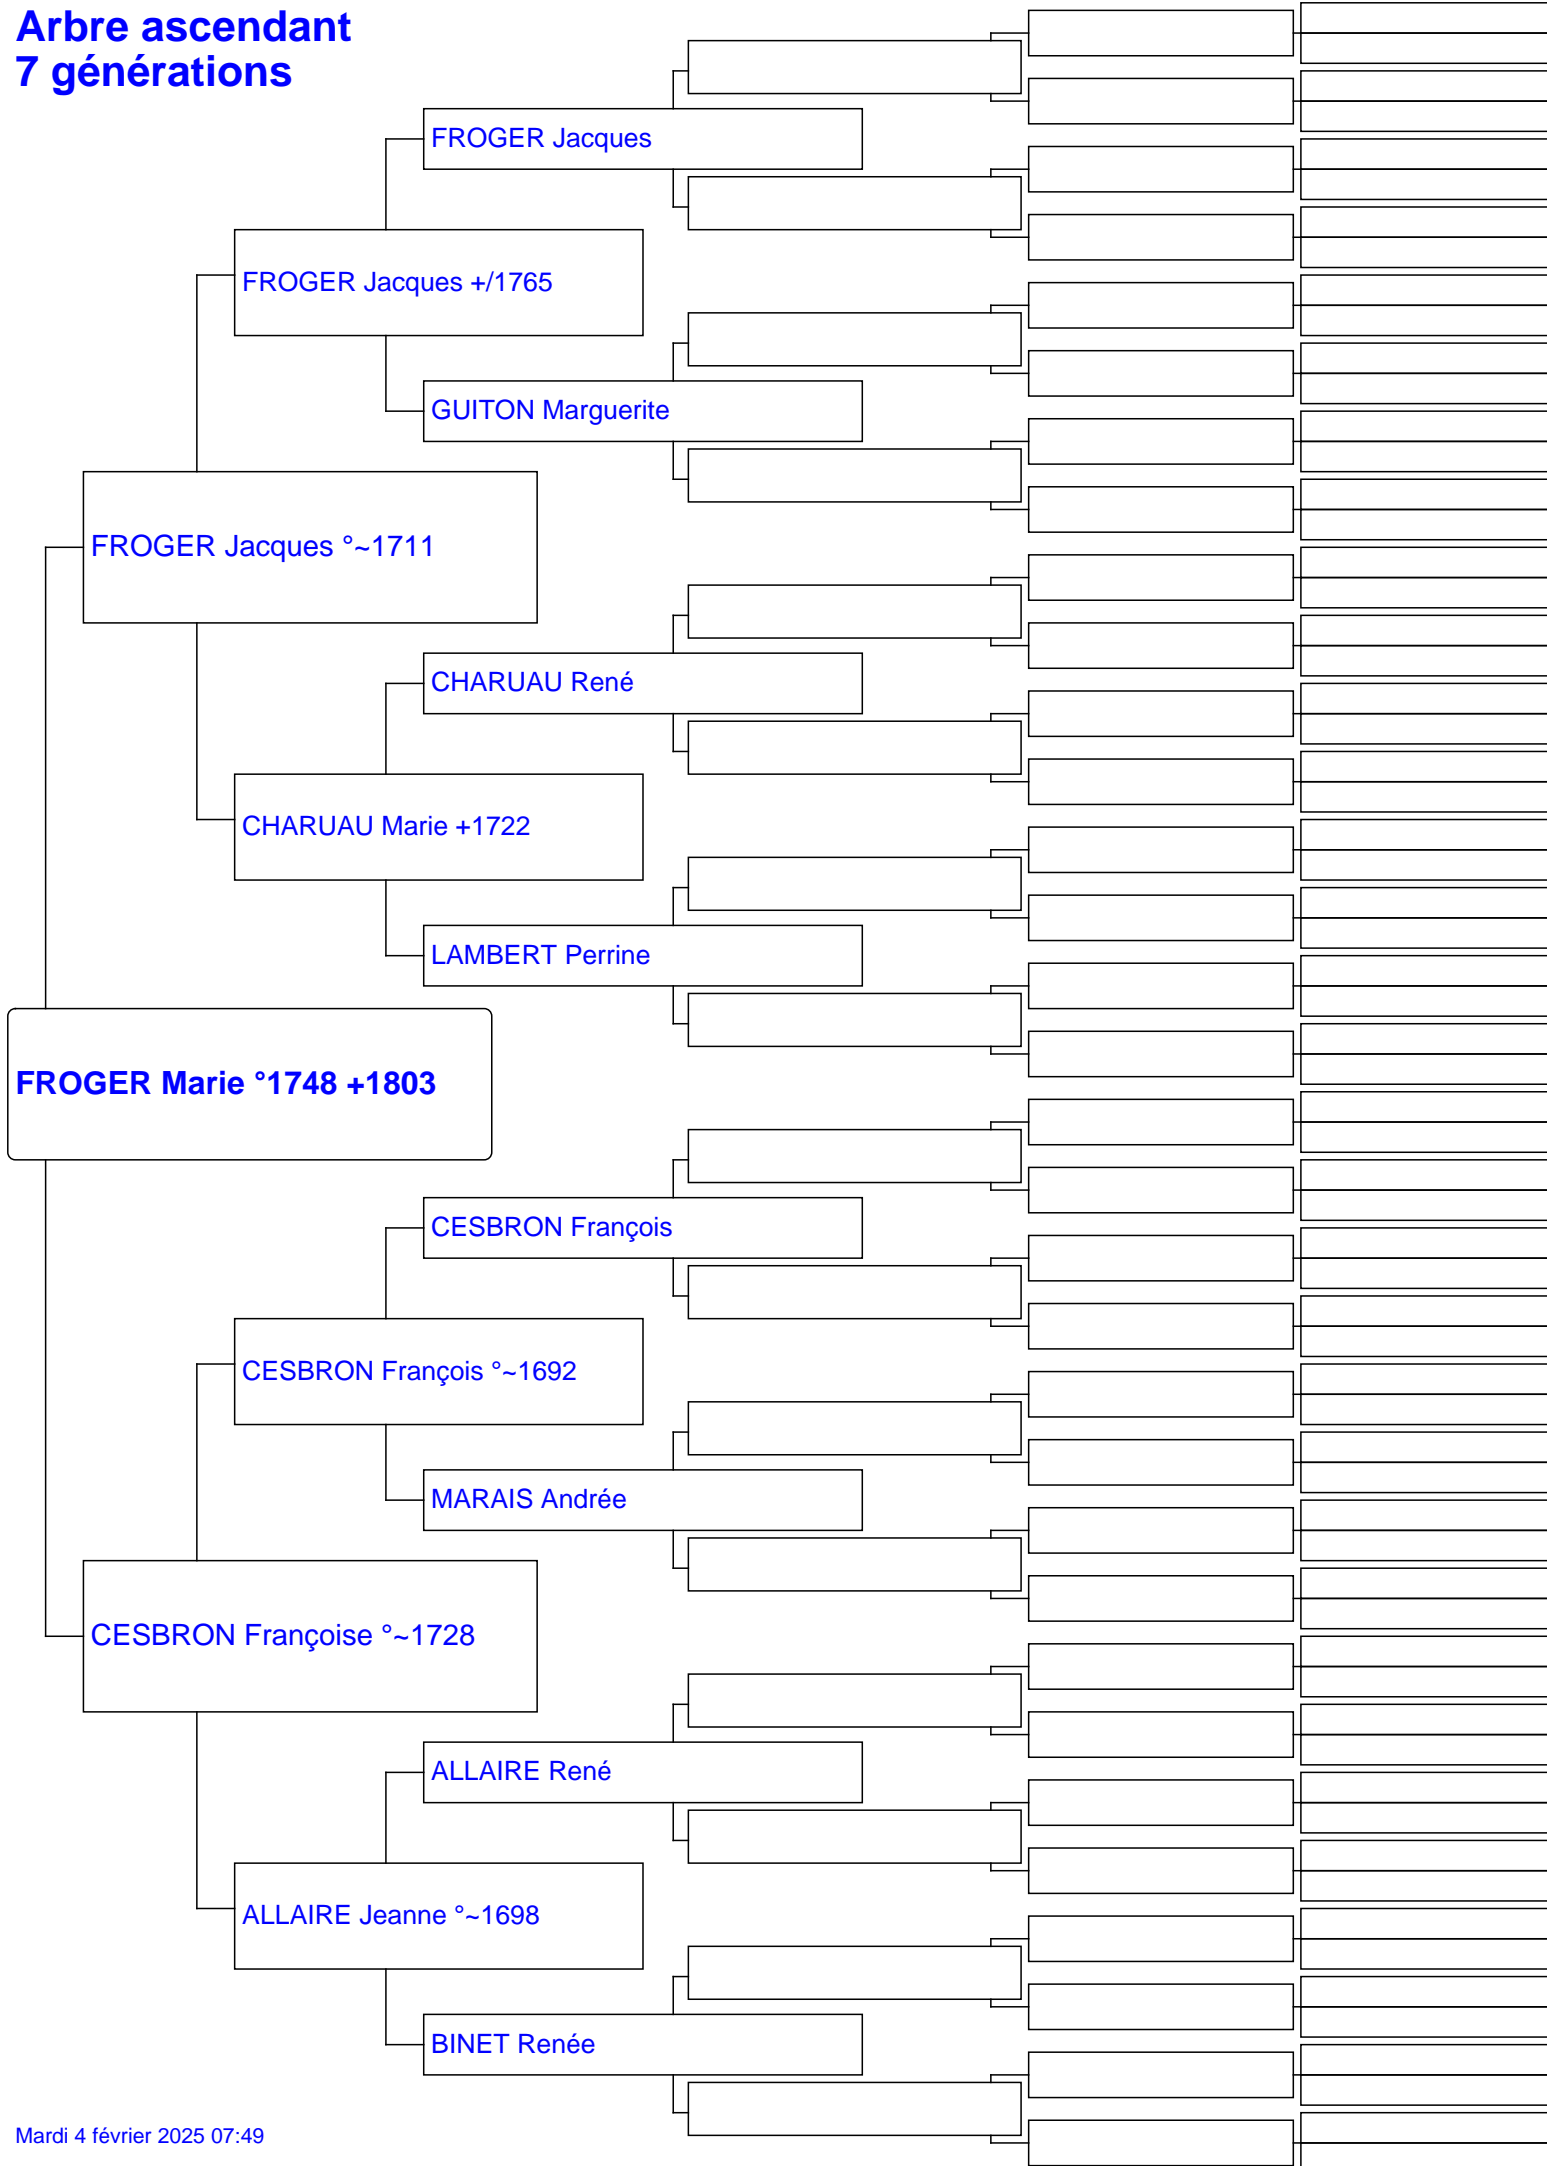 Arbre ascendant
7 générations
FROGER Jacques
FROGER Jacques +/1765
GUITON Marguerite
FROGER Jacques °~1711
CHARUAU René
CHARUAU Marie +1722
LAMBERT Perrine
FROGER Marie °1748 +1803
CESBRON François
CESBRON François °~1692
MARAIS Andrée
CESBRON Françoise °~1728
ALLAIRE René
ALLAIRE Jeanne °~1698
BINET Renée
Mardi 4 février 2025 07:49